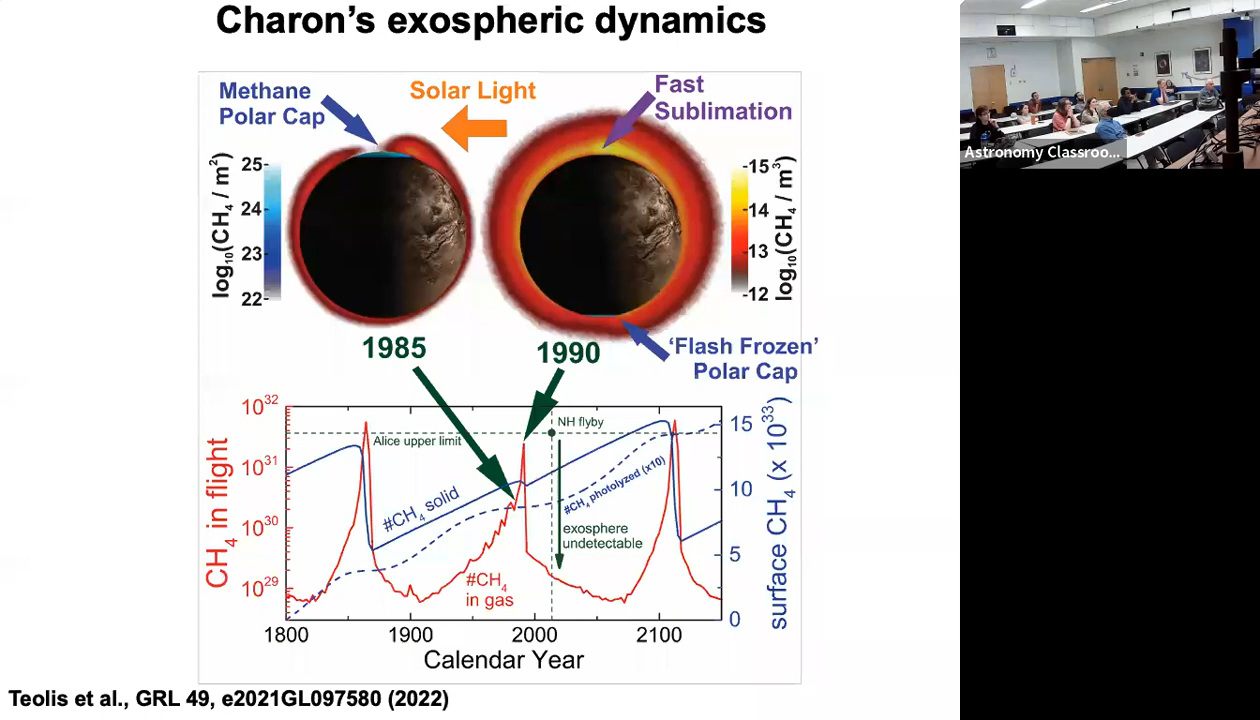 Charon’s exospheric dynamics
Methane
Polar Cap
Solar Light
Fast
Sublimation
log₁₀(CH₄ / m²)
25-
24-
23-
22-
-15
-14
-13
-12
log₁₀(CH₄ / m³)
1985
1990
‘Flash Frozen’
Polar Cap
CH₄ in flight
10³²
10³¹
10³⁰
10²⁹
Alice upper limit
NH flyby
#CH₄ solid
#CH₄ photolyzed (x10)
exosphere
undetectable
#CH₄
in gas
15
10
5
0
surface CH₄ (x 10³³)
1800
1900
2000
2100
Calendar Year
Teolis et al., GRL 49, e2021GL097580 (2022)
Astronomy Classroo...